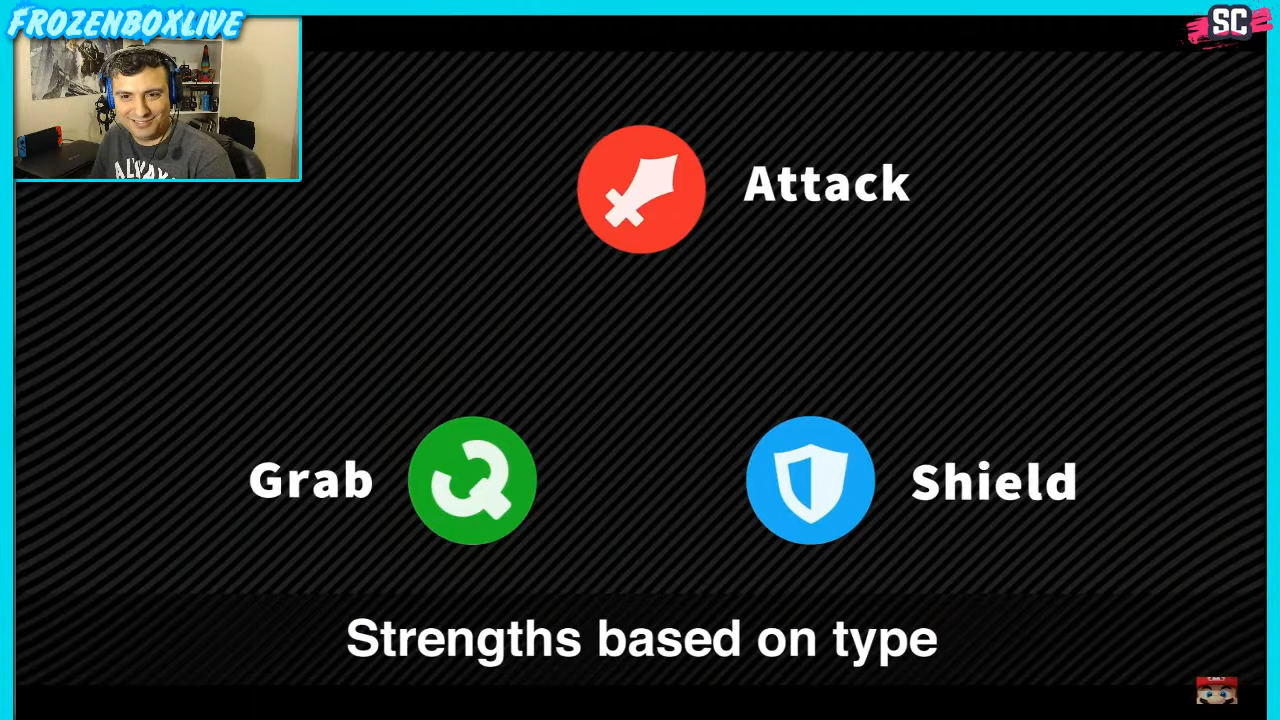 FROZENBOXLIVE
SC
Attack
Grab
Shield
Strengths based on type